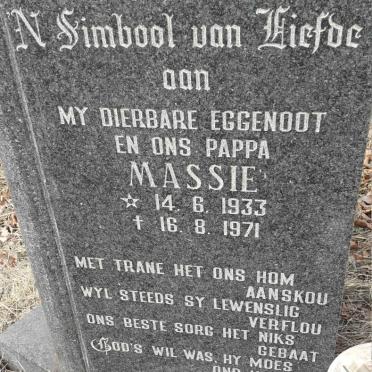 'N Simbool van Liefde
aan
MY DIERBARE EGGENOOT
EN ONS PAPPA
MASSIE
☆ 14. 6. 1933
✝ 16. 8. 1971
MET TRANE HET ONS HOM
AANSKOU
WYL STEEDS SY LEWENSLIG
VERFLOU
ONS BESTE SORG HET NIKS
GEBAAT
GOD'S WIL WAS, HY MOES
ONS